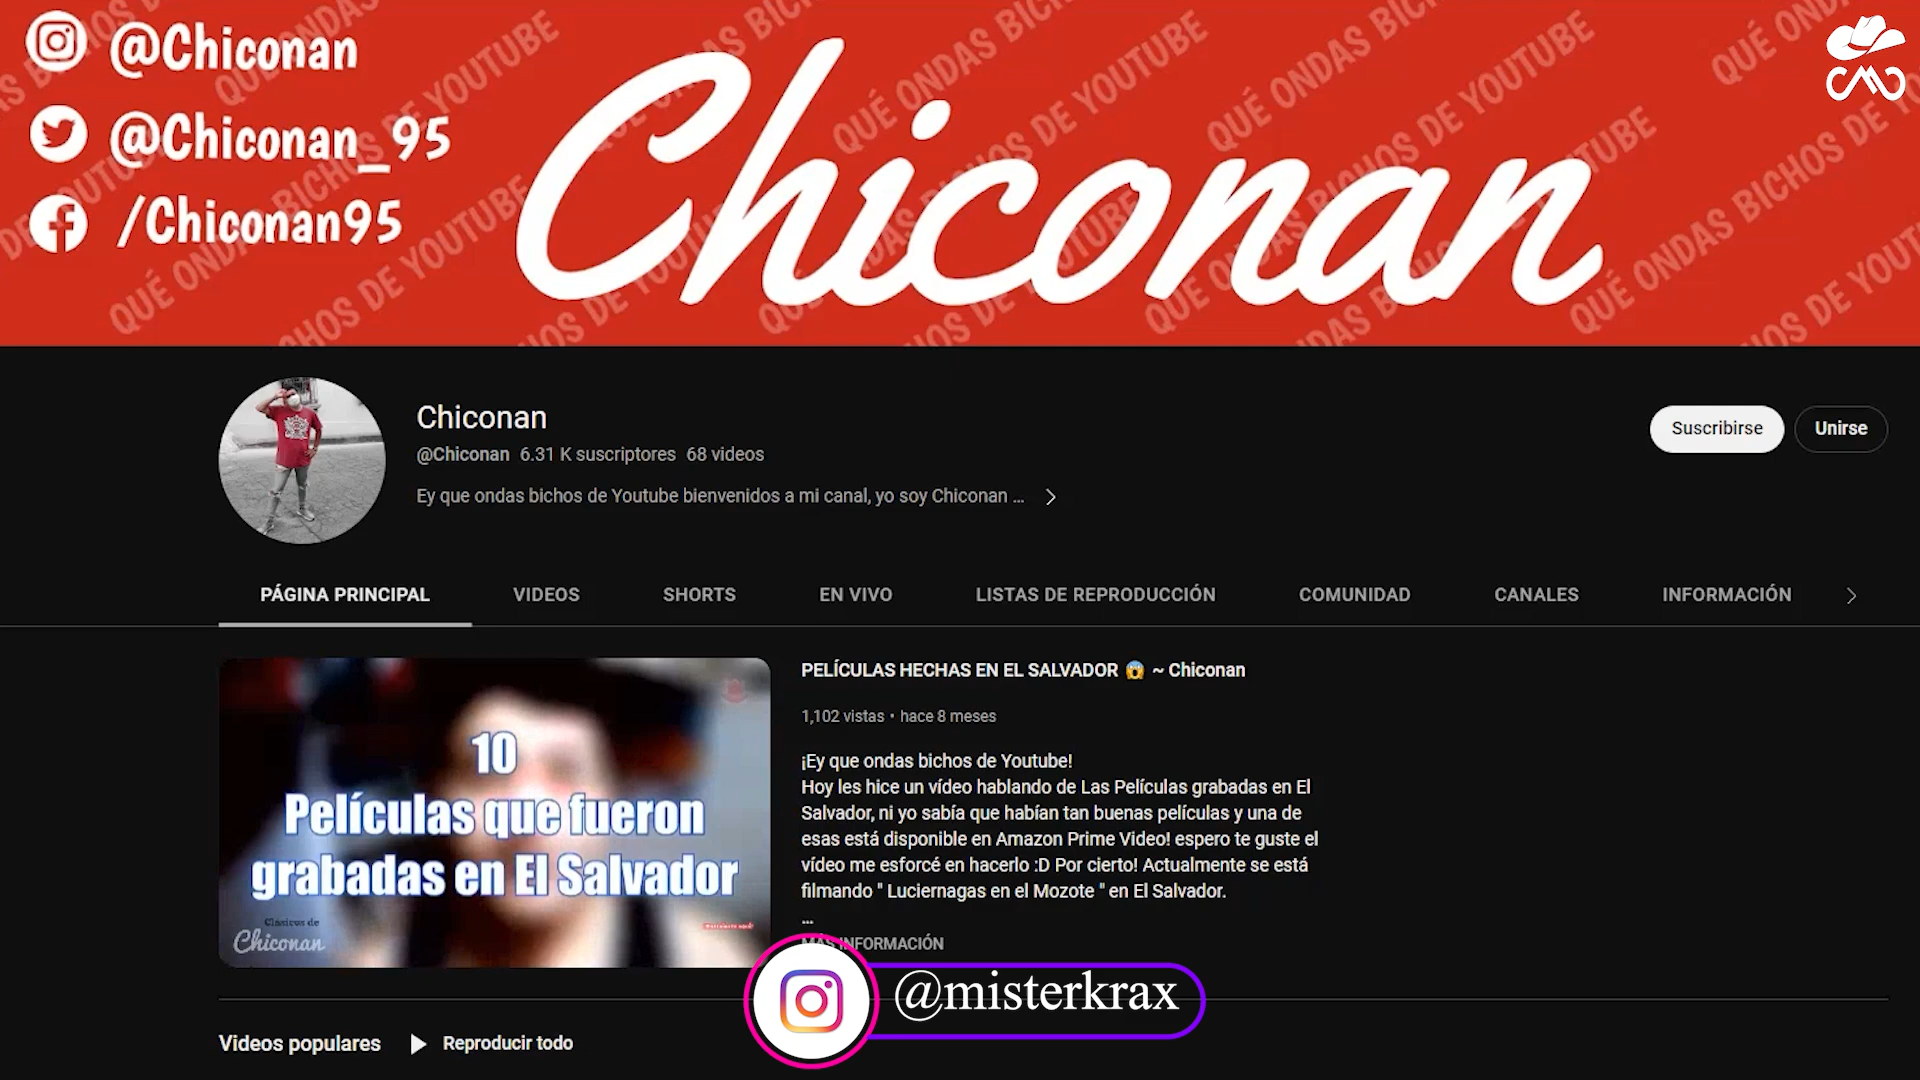 @Chiconan
@Chiconan_95
/Chiconan95
Chiconan
QUÉ ONDAS BICHOS DE YOUTUBE
Chiconan
@Chiconan 6.31 K suscriptores 68 videos
Ey que ondas bichos de Youtube bienvenidos a mi canal, yo soy Chiconan ...
Suscribirse
Unirse
PÁGINA PRINCIPAL
VIDEOS
SHORTS
EN VIVO
LISTAS DE REPRODUCCIÓN
COMUNIDAD
CANALES
INFORMACIÓN
10
Películas que fueron
grabadas en El Salvador
Clásicos de
Chiconan
PELÍCULAS HECHAS EN EL SALVADOR 😱 ~ Chiconan
1,102 vistas • hace 8 meses
¡Ey que ondas bichos de Youtube!
Hoy les hice un vídeo hablando de Las Películas grabadas en El
Salvador, ni yo sabía que habían tan buenas películas y una de
esas está disponible en Amazon Prime Video! espero te guste el
vídeo me esforcé en hacerlo :D Por cierto! Actualmente se está
filmando " Luciernagas en el Mozote " en El Salvador.
...
MÁS INFORMACIÓN
@misterkrax
Videos populares
Reproducir todo